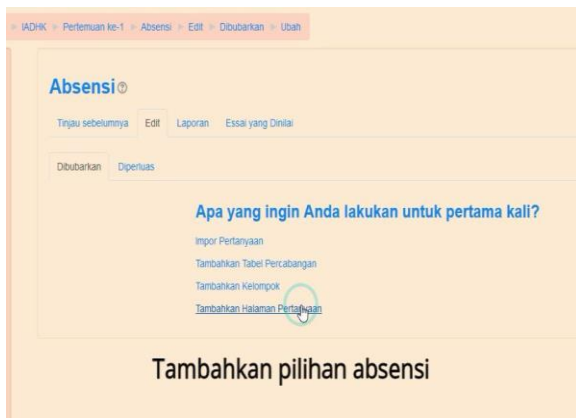 IADHK ► Pertemuan ke-1 ► Absensi ► Edit ► Dibubarkan ► Ubah
Absensi
Tinjau sebelumnya Edit Laporan Essai yang Dinilai
Dibubarkan Diperluas
Apa yang ingin Anda lakukan untuk pertama kali?
Impor Pertanyaan
Tambahkan Tabel Percabangan
Tambahkan Kelompok
Tambahkan Halaman Pertanyaan
Tambahkan pilihan absensi